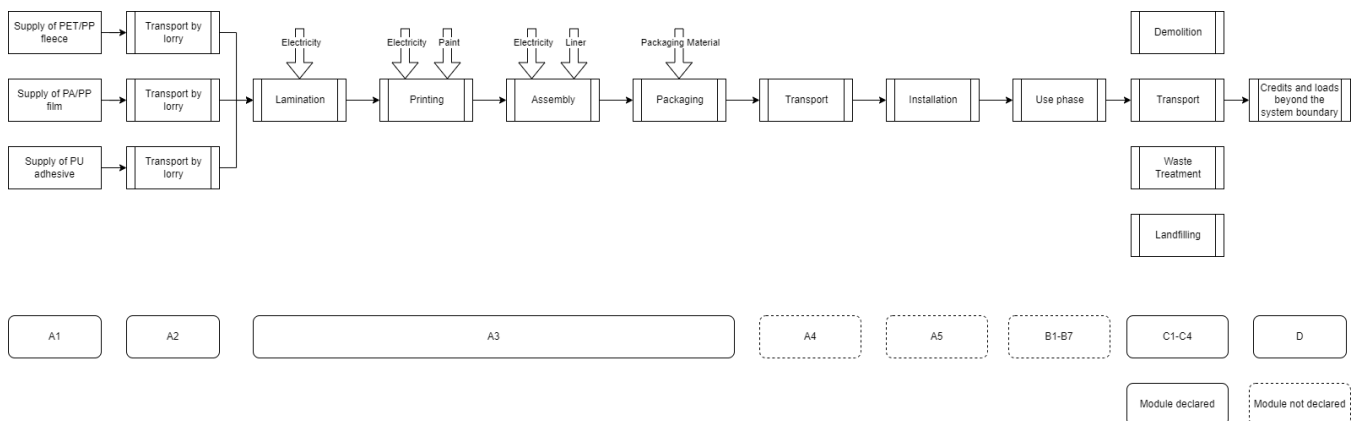 Supply of PET/PP
fleece
Transport by
lorry
Supply of PA/PP
film
Transport by
lorry
Supply of PU
adhesive
Transport by
lorry
Electricity
Lamination
Electricity
Paint
Printing
Electricity
Liner
Assembly
Packaging Material
Packaging
Transport
Installation
Use phase
Demolition
Transport
Waste
Treatment
Landfilling
Credits and loads
beyond the
system boundary
A1
A2
A3
A4
A5
B1-B7
C1-C4
D
Module declared
Module not declared